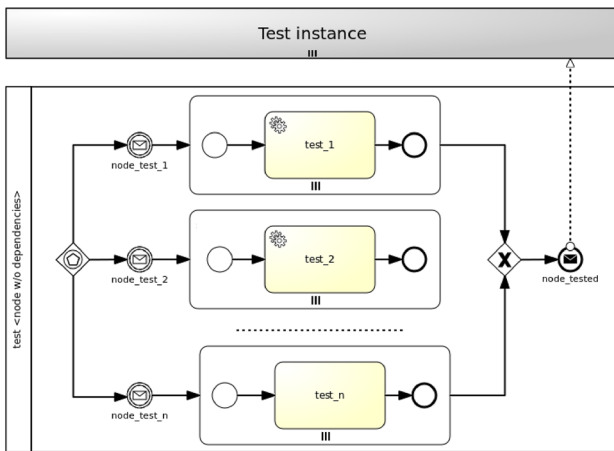 Test instance
test <node w/o dependencies>
node_test_1
test_1
node_test_2
test_2
node_tested
node_test_n
test_n